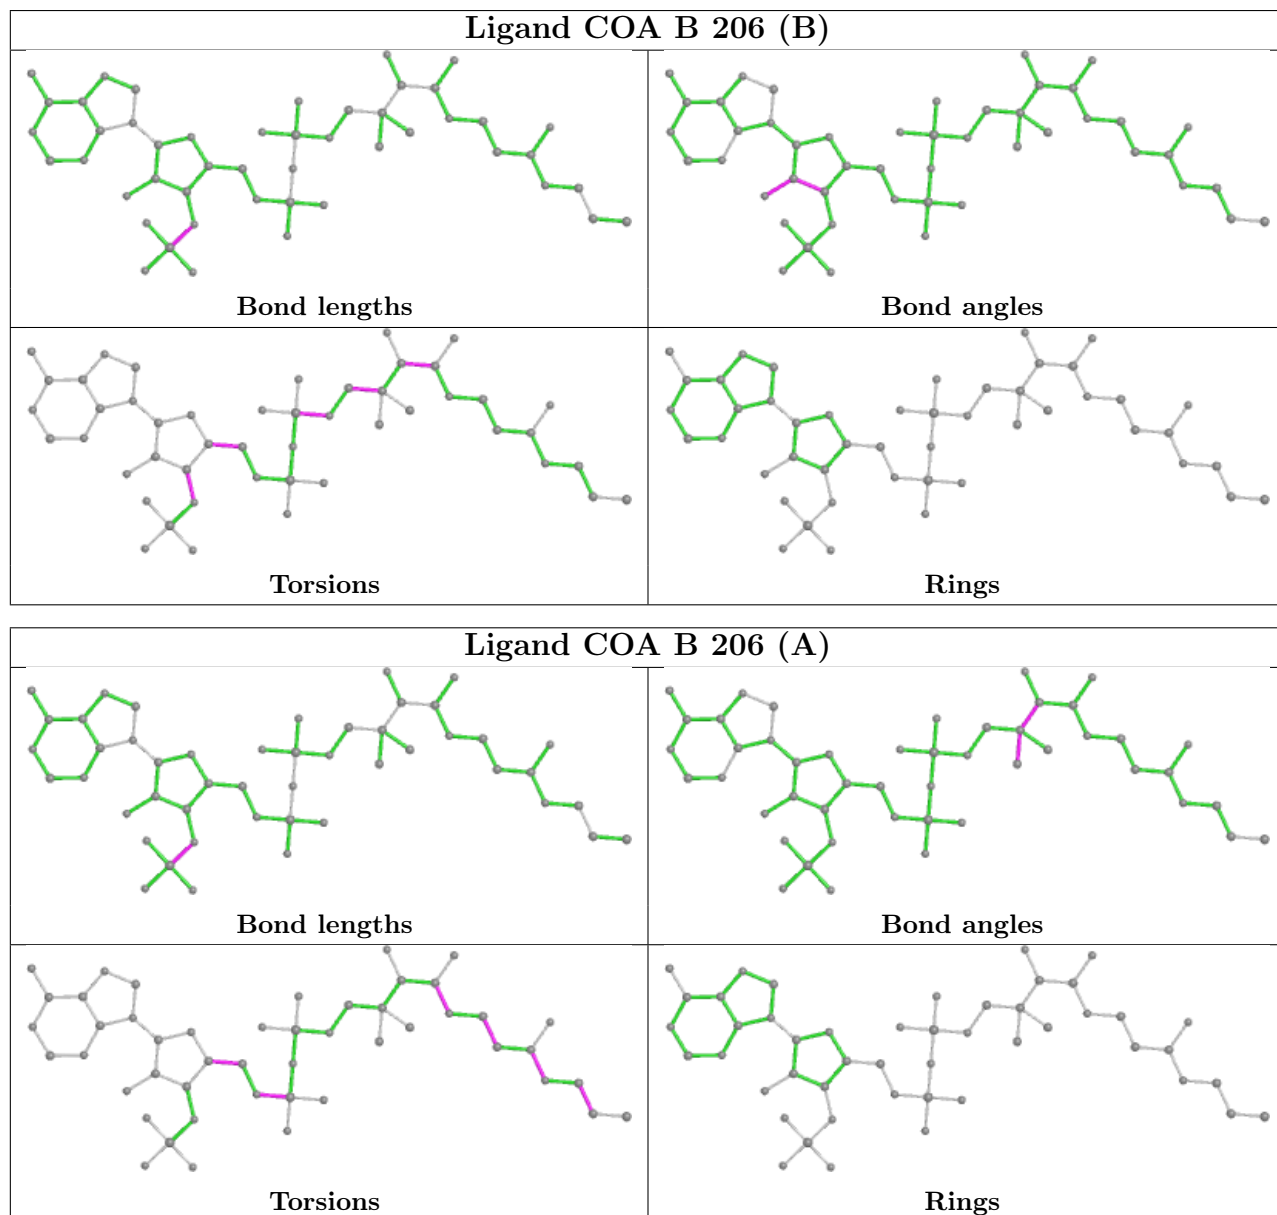 Ligand COA B 206 (B)
Bond lengths
Bond angles
Torsions
Rings
Ligand COA B 206 (A)
Bond lengths
Bond angles
Torsions
Rings